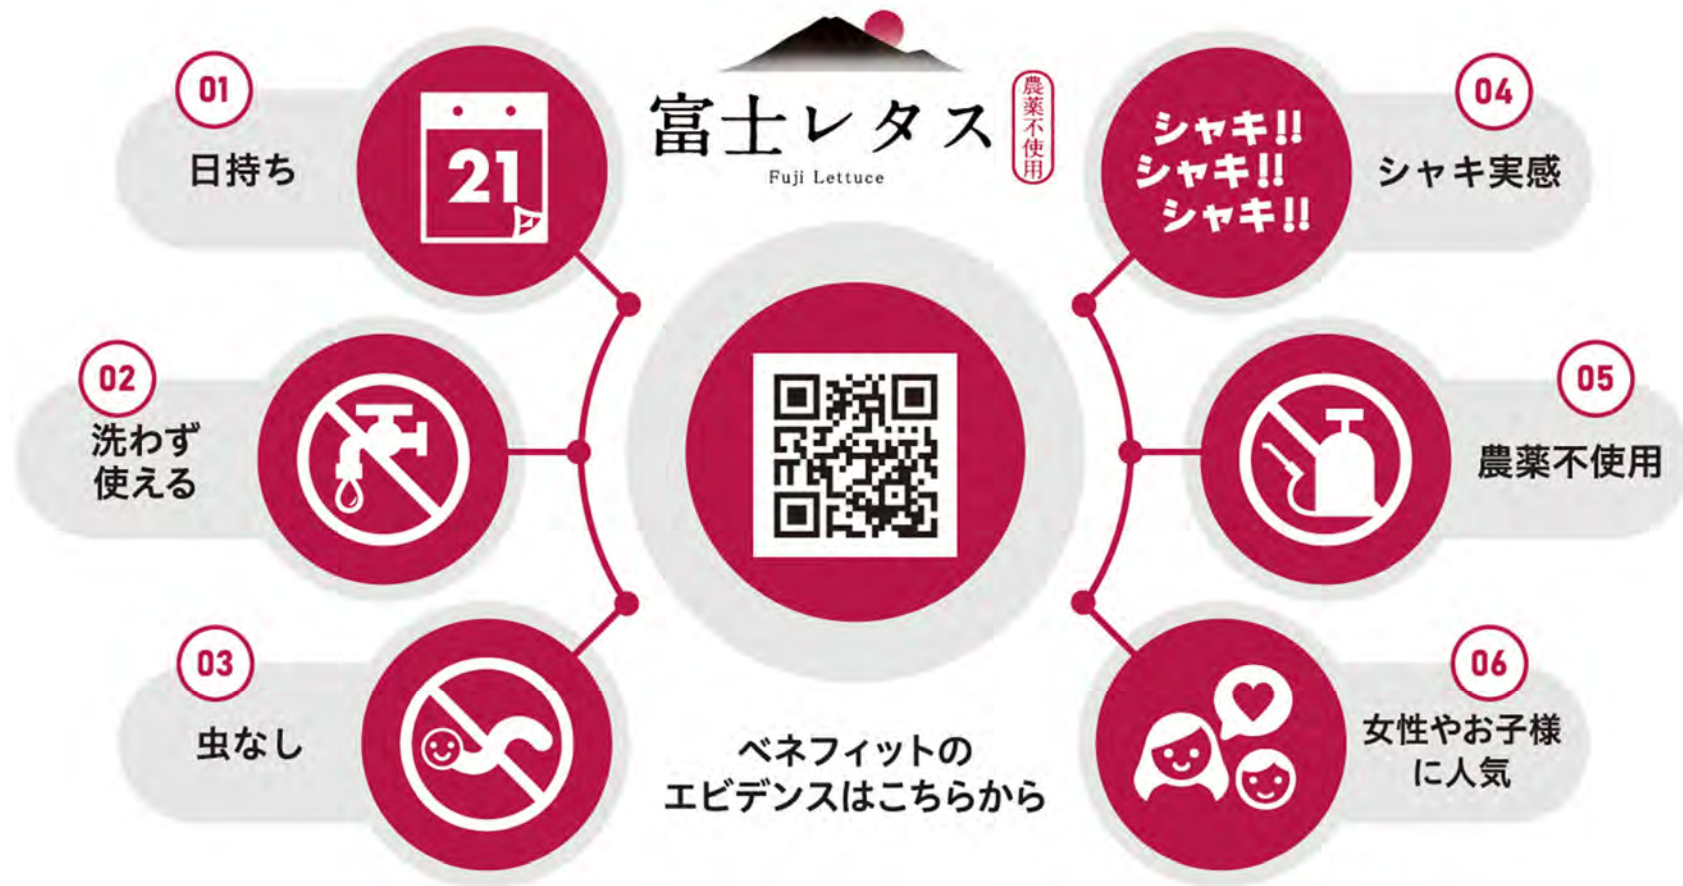 富士レタス
Fuji Lettuce
農薬不使用
01
日持ち
21
02
洗わず
使える
03
虫なし
04
シャキ実感
シャキ!!
シャキ!!
シャキ!!
05
農薬不使用
06
女性やお子様
に人気
ベネフィットの
エビデンスはこちらから